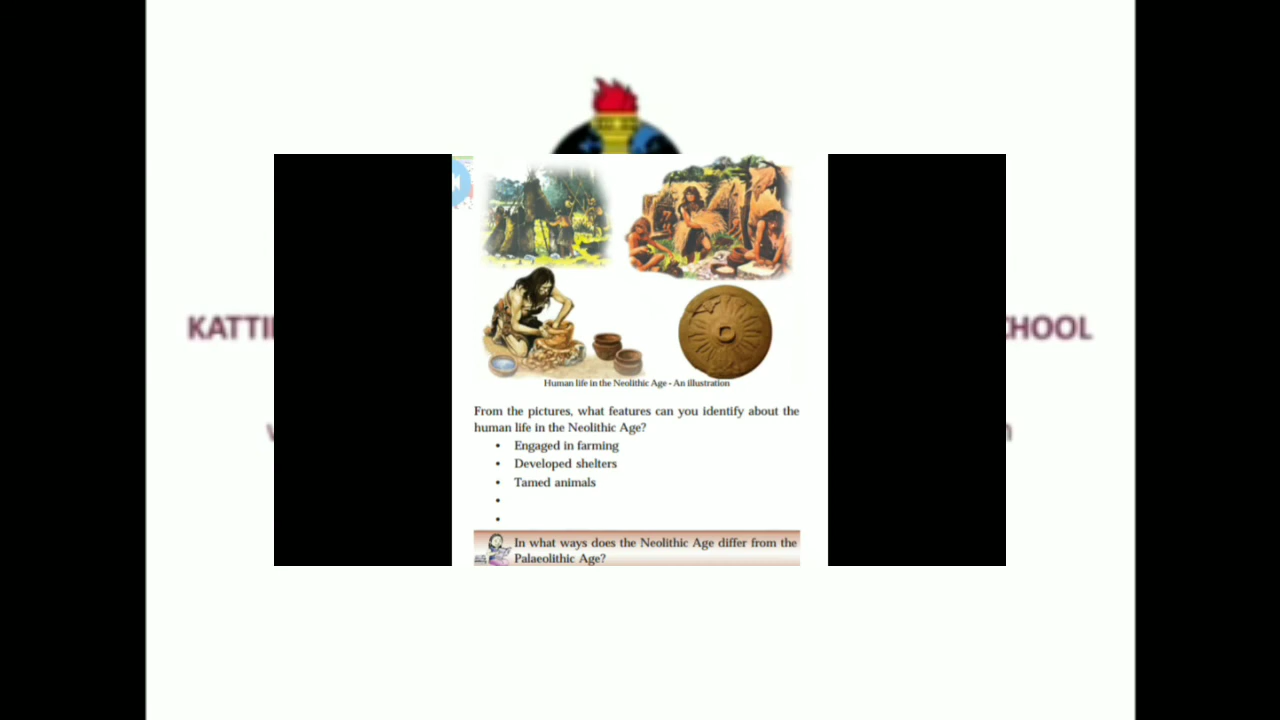 KATTI
CHOOL
Human life in the Neolithic Age - An illustration
From the pictures, what features can you identify about the
human life in the Neolithic Age?
• Engaged in farming
• Developed shelters
• Tamed animals
•
•
In what ways does the Neolithic Age differ from the
Palaeolithic Age?